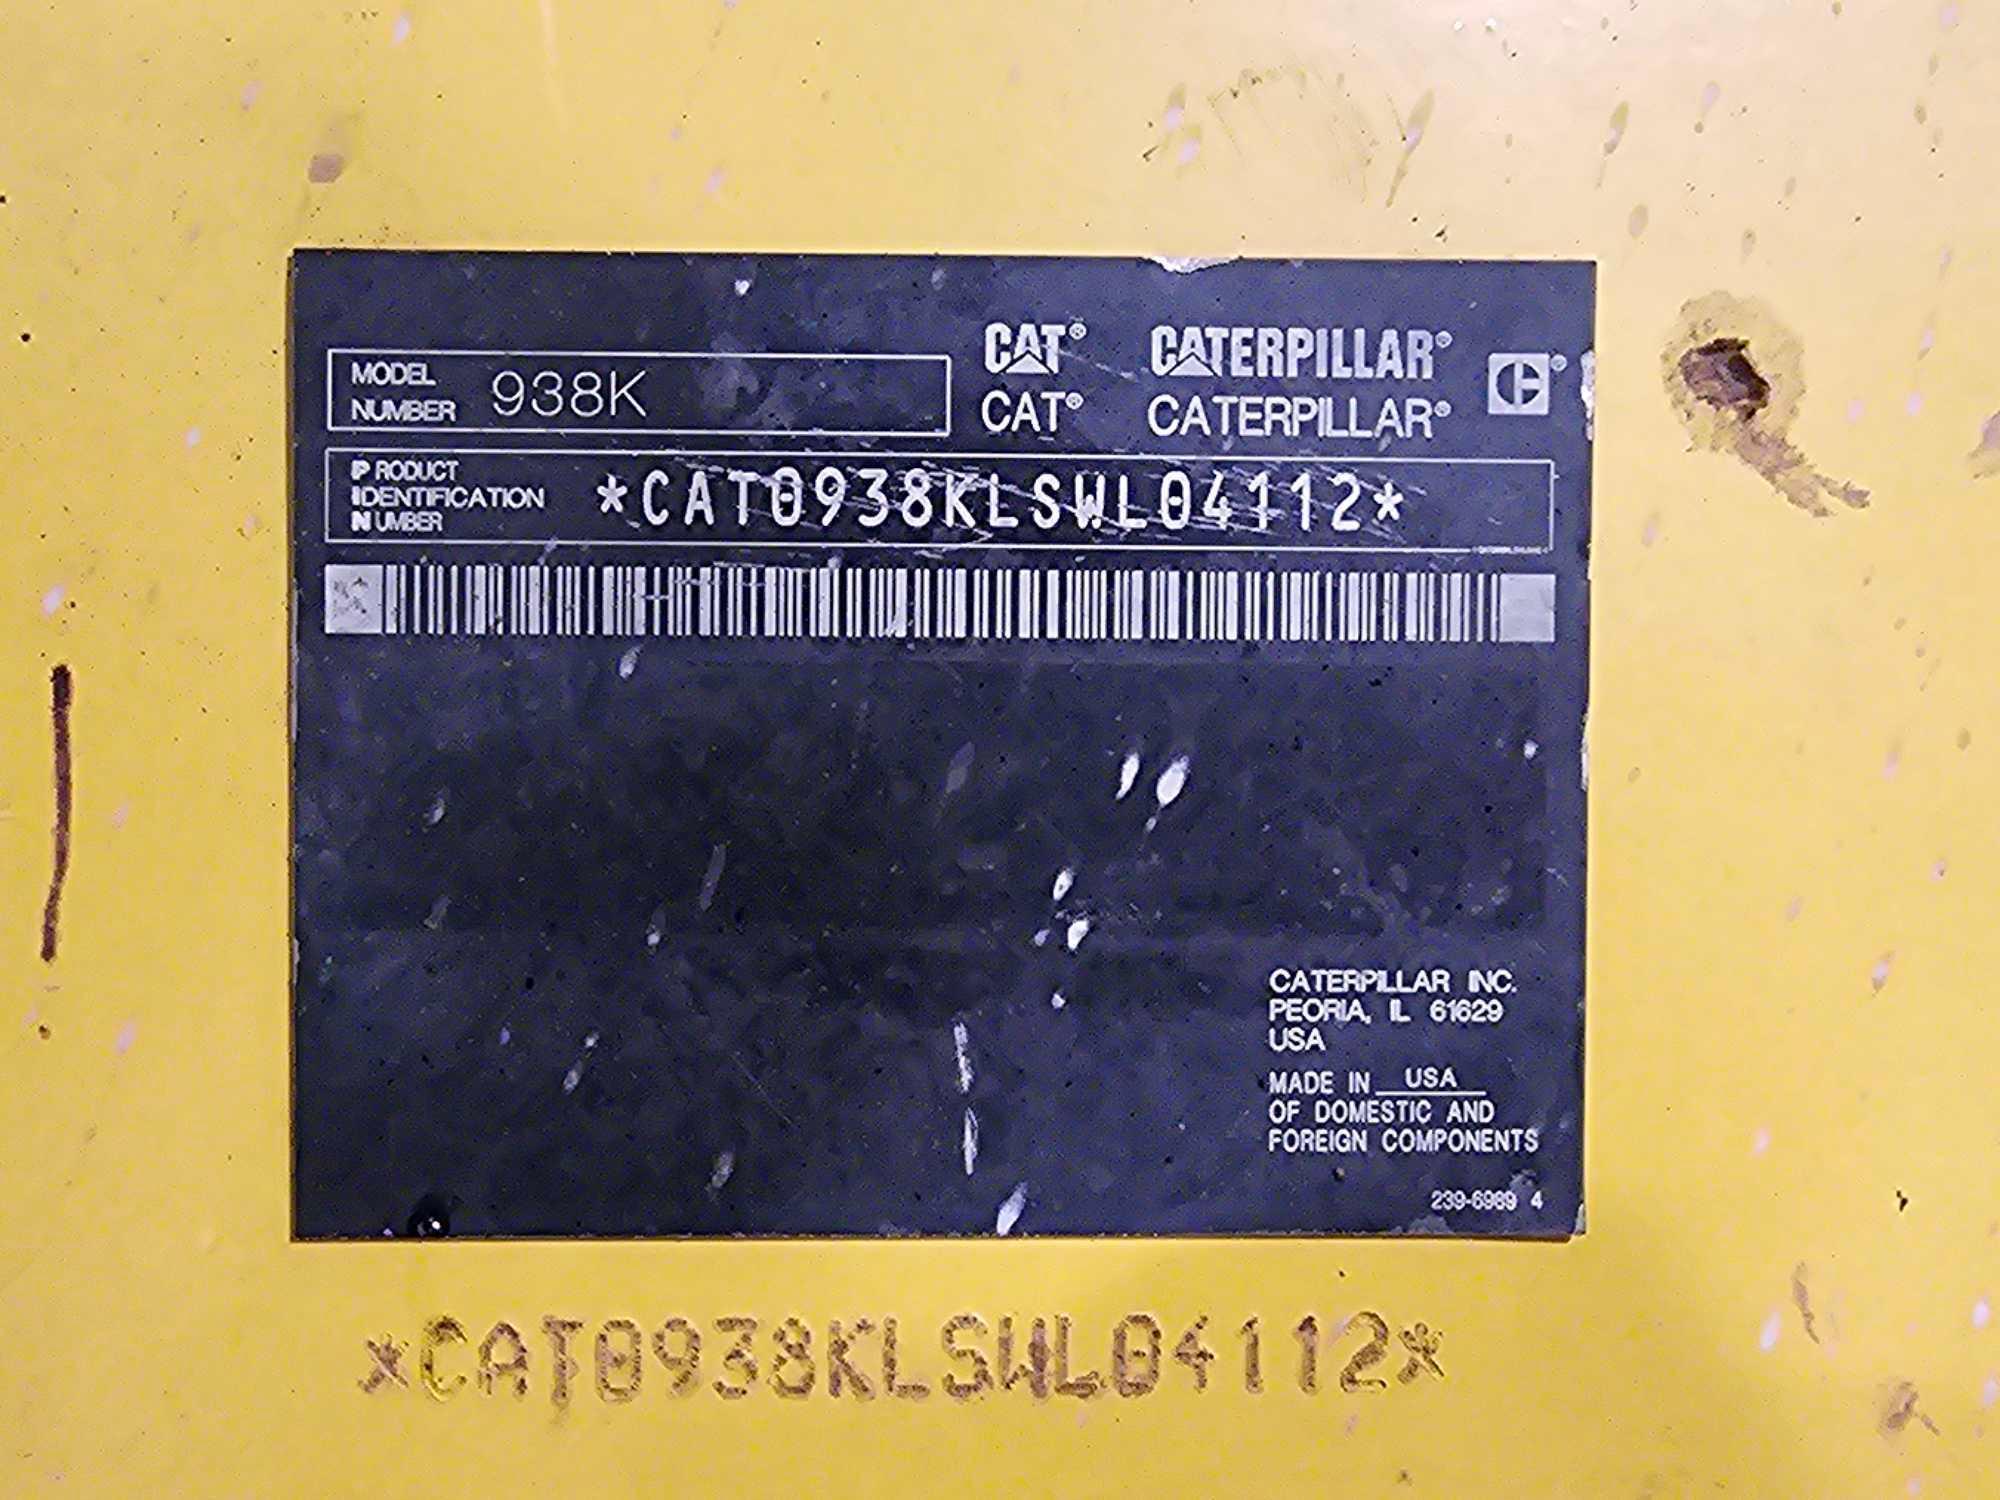 MODEL NUMBER 938K
CAT® CATERPILLAR®
CAT® CATERPILLAR®
PRODUCT IDENTIFICATION NUMBER *CAT0938KLSWL04112*
CATERPILLAR INC.
PEORIA, IL 61629
USA
MADE IN USA
OF DOMESTIC AND
FOREIGN COMPONENTS
239-6989 4
*CAT0938KLSWL04112*